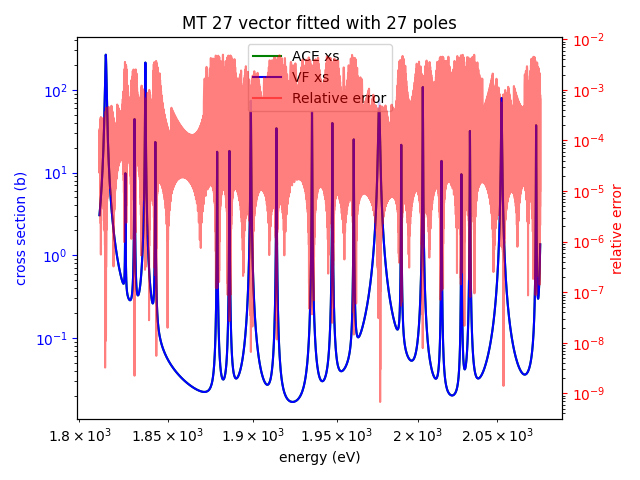 MT 27 vector fitted with 27 poles
ACE xs
VF xs
Relative error
cross section (b)
10²
10¹
10⁰
10⁻¹
relative error
10⁻²
10⁻³
10⁻⁴
10⁻⁵
10⁻⁶
10⁻⁷
10⁻⁸
10⁻⁹
1.8 × 10³ 1.85 × 10³ 1.9 × 10³ 1.95 × 10³ 2 × 10³ 2.05 × 10³
energy (eV)